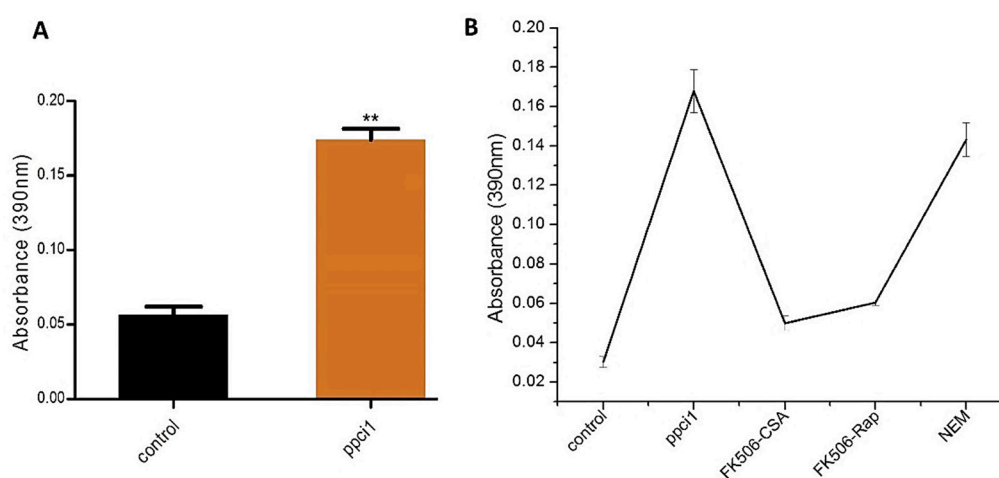 A
Absorbance (390nm)
0.20
0.15
0.10
0.05
0.00
**
control
ppci1
B
Absorbance (390nm)
0.20
0.18
0.16
0.14
0.12
0.10
0.08
0.06
0.04
0.02
control
ppci1
FK506-CSA
FK506-Rap
NEM